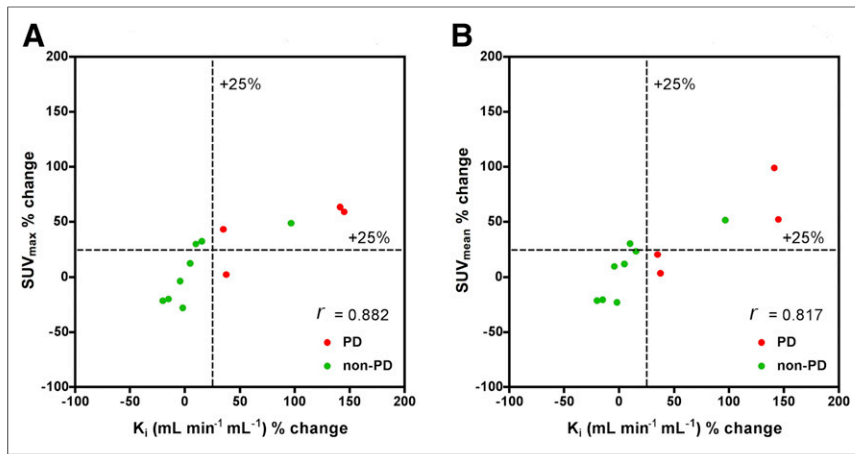 A
SUVmax % change
200
150
100
50
0
-50
-100
+25%
+25%
r = 0.882
PD
non-PD
-100 -50 0 50 100 150 200
Ki (mL min-1 mL-1) % change
B
SUVmean % change
200
150
100
50
0
-50
-100
+25%
+25%
r = 0.817
PD
non-PD
-100 -50 0 50 100 150 200
Ki (mL min-1 mL-1) % change